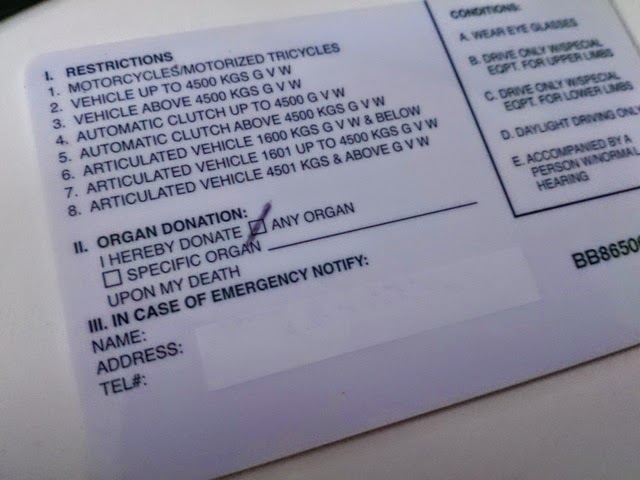 I. RESTRICTIONS
1. MOTORCYCLES/MOTORIZED TRICYCLES
2. VEHICLE UP TO 4500 KGS G V W
3. VEHICLE ABOVE 4500 KGS G V W
4. AUTOMATIC CLUTCH UP TO 4500 G V W
5. AUTOMATIC CLUTCH ABOVE 4500 G V W
6. ARTICULATED VEHICLE 1600 KGS G V W & BELOW
7. ARTICULATED VEHICLE 1601 UP TO 4500 KGS G V W
8. ARTICULATED VEHICLE 4501 KGS & ABOVE G V W
II. ORGAN DONATION:
I HEREBY DONATE ANY ORGAN
SPECIFIC ORGAN
UPON MY DEATH
III. IN CASE OF EMERGENCY NOTIFY:
NAME:
ADDRESS:
TEL#:
CONDITIONS:
A. WEAR EYE GLASSES
B. DRIVE ONLY W/SPECIAL
EQPT. FOR UPPER LIMBS
C. DRIVE ONLY W/SPECIAL
EQPT. FOR LOWER LIMBS
D. DAYLIGHT DRIVING
E. ACCOMPANIED BY A
PERSON W/NORMAL
HEARING